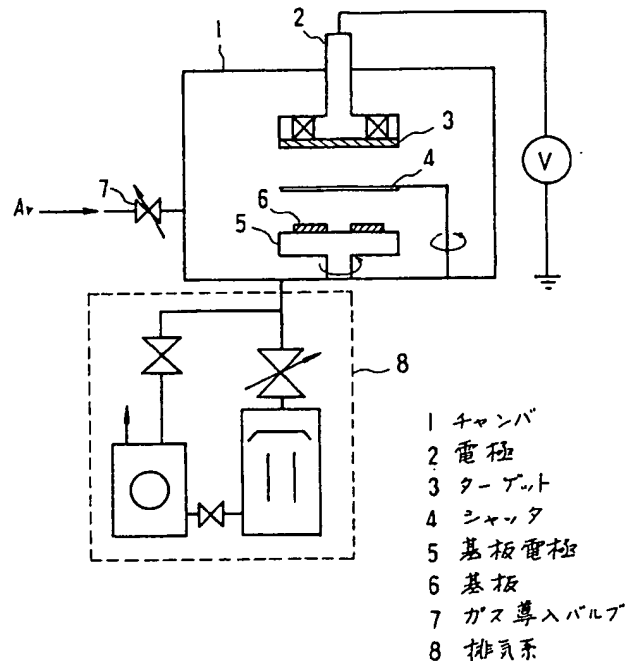 2
1
3
4
7
Ar
6
5
V
8
1 チャンバ
2 電極
3 ターゲット
4 シャッタ
5 基板電極
6 基板
7 ガス導入バルブ
8 排気系